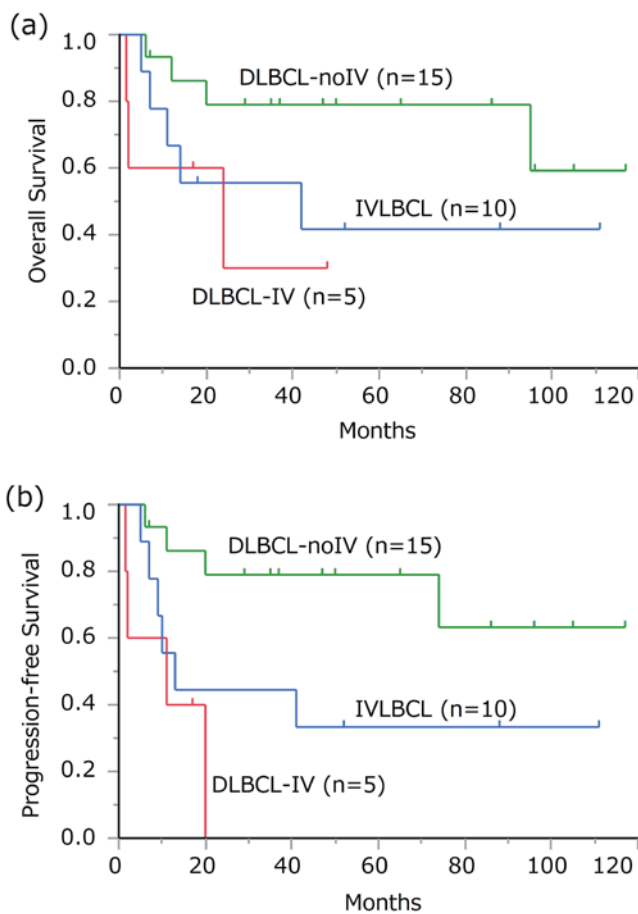 (a)
1.0
0.8
0.6
0.4
0.2
0.0
Overall Survival
DLBCL-noIV (n=15)
IVLBCL (n=10)
DLBCL-IV (n=5)
0 20 40 60 80 100 120
Months
(b)
1.0
0.8
0.6
0.4
0.2
0.0
Progression-free Survival
DLBCL-noIV (n=15)
IVLBCL (n=10)
DLBCL-IV (n=5)
0 20 40 60 80 100 120
Months